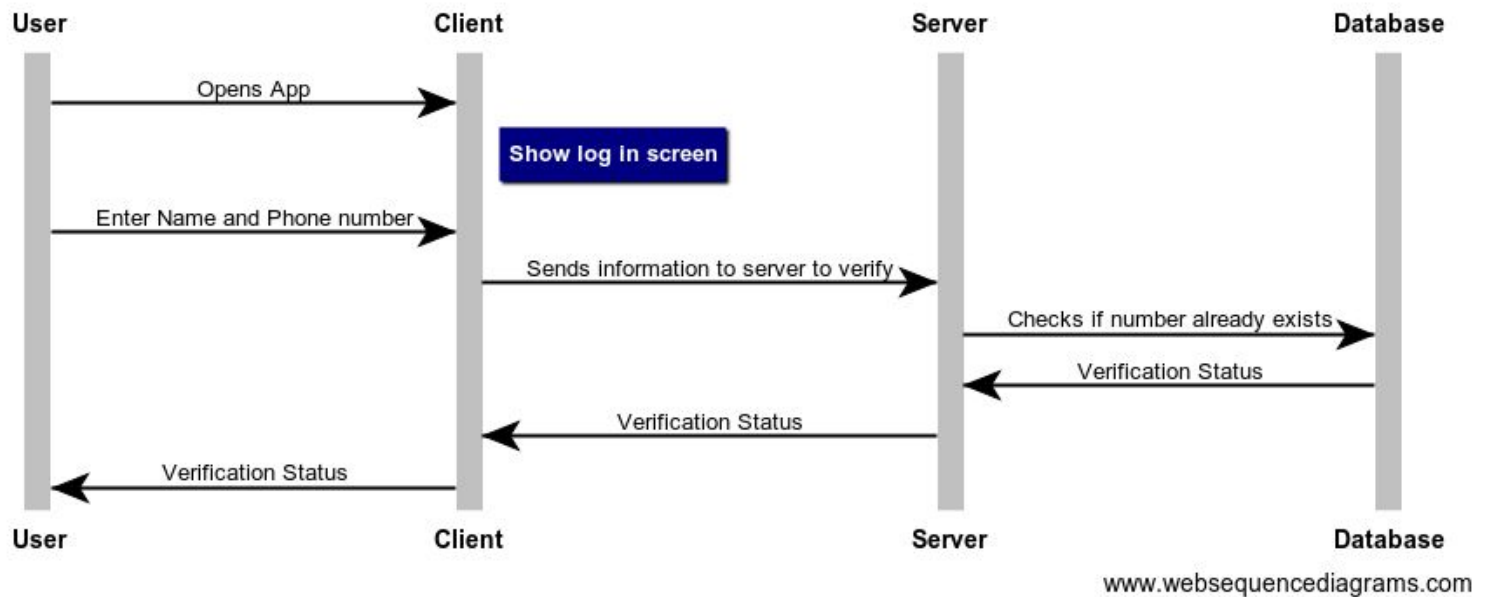 User
Client
Server
Database
Opens App
Show log in screen
Enter Name and Phone number
Sends information to server to verify
Checks if number already exists
Verification Status
Verification Status
Verification Status
User
Client
Server
Database
www.websequencediagrams.com